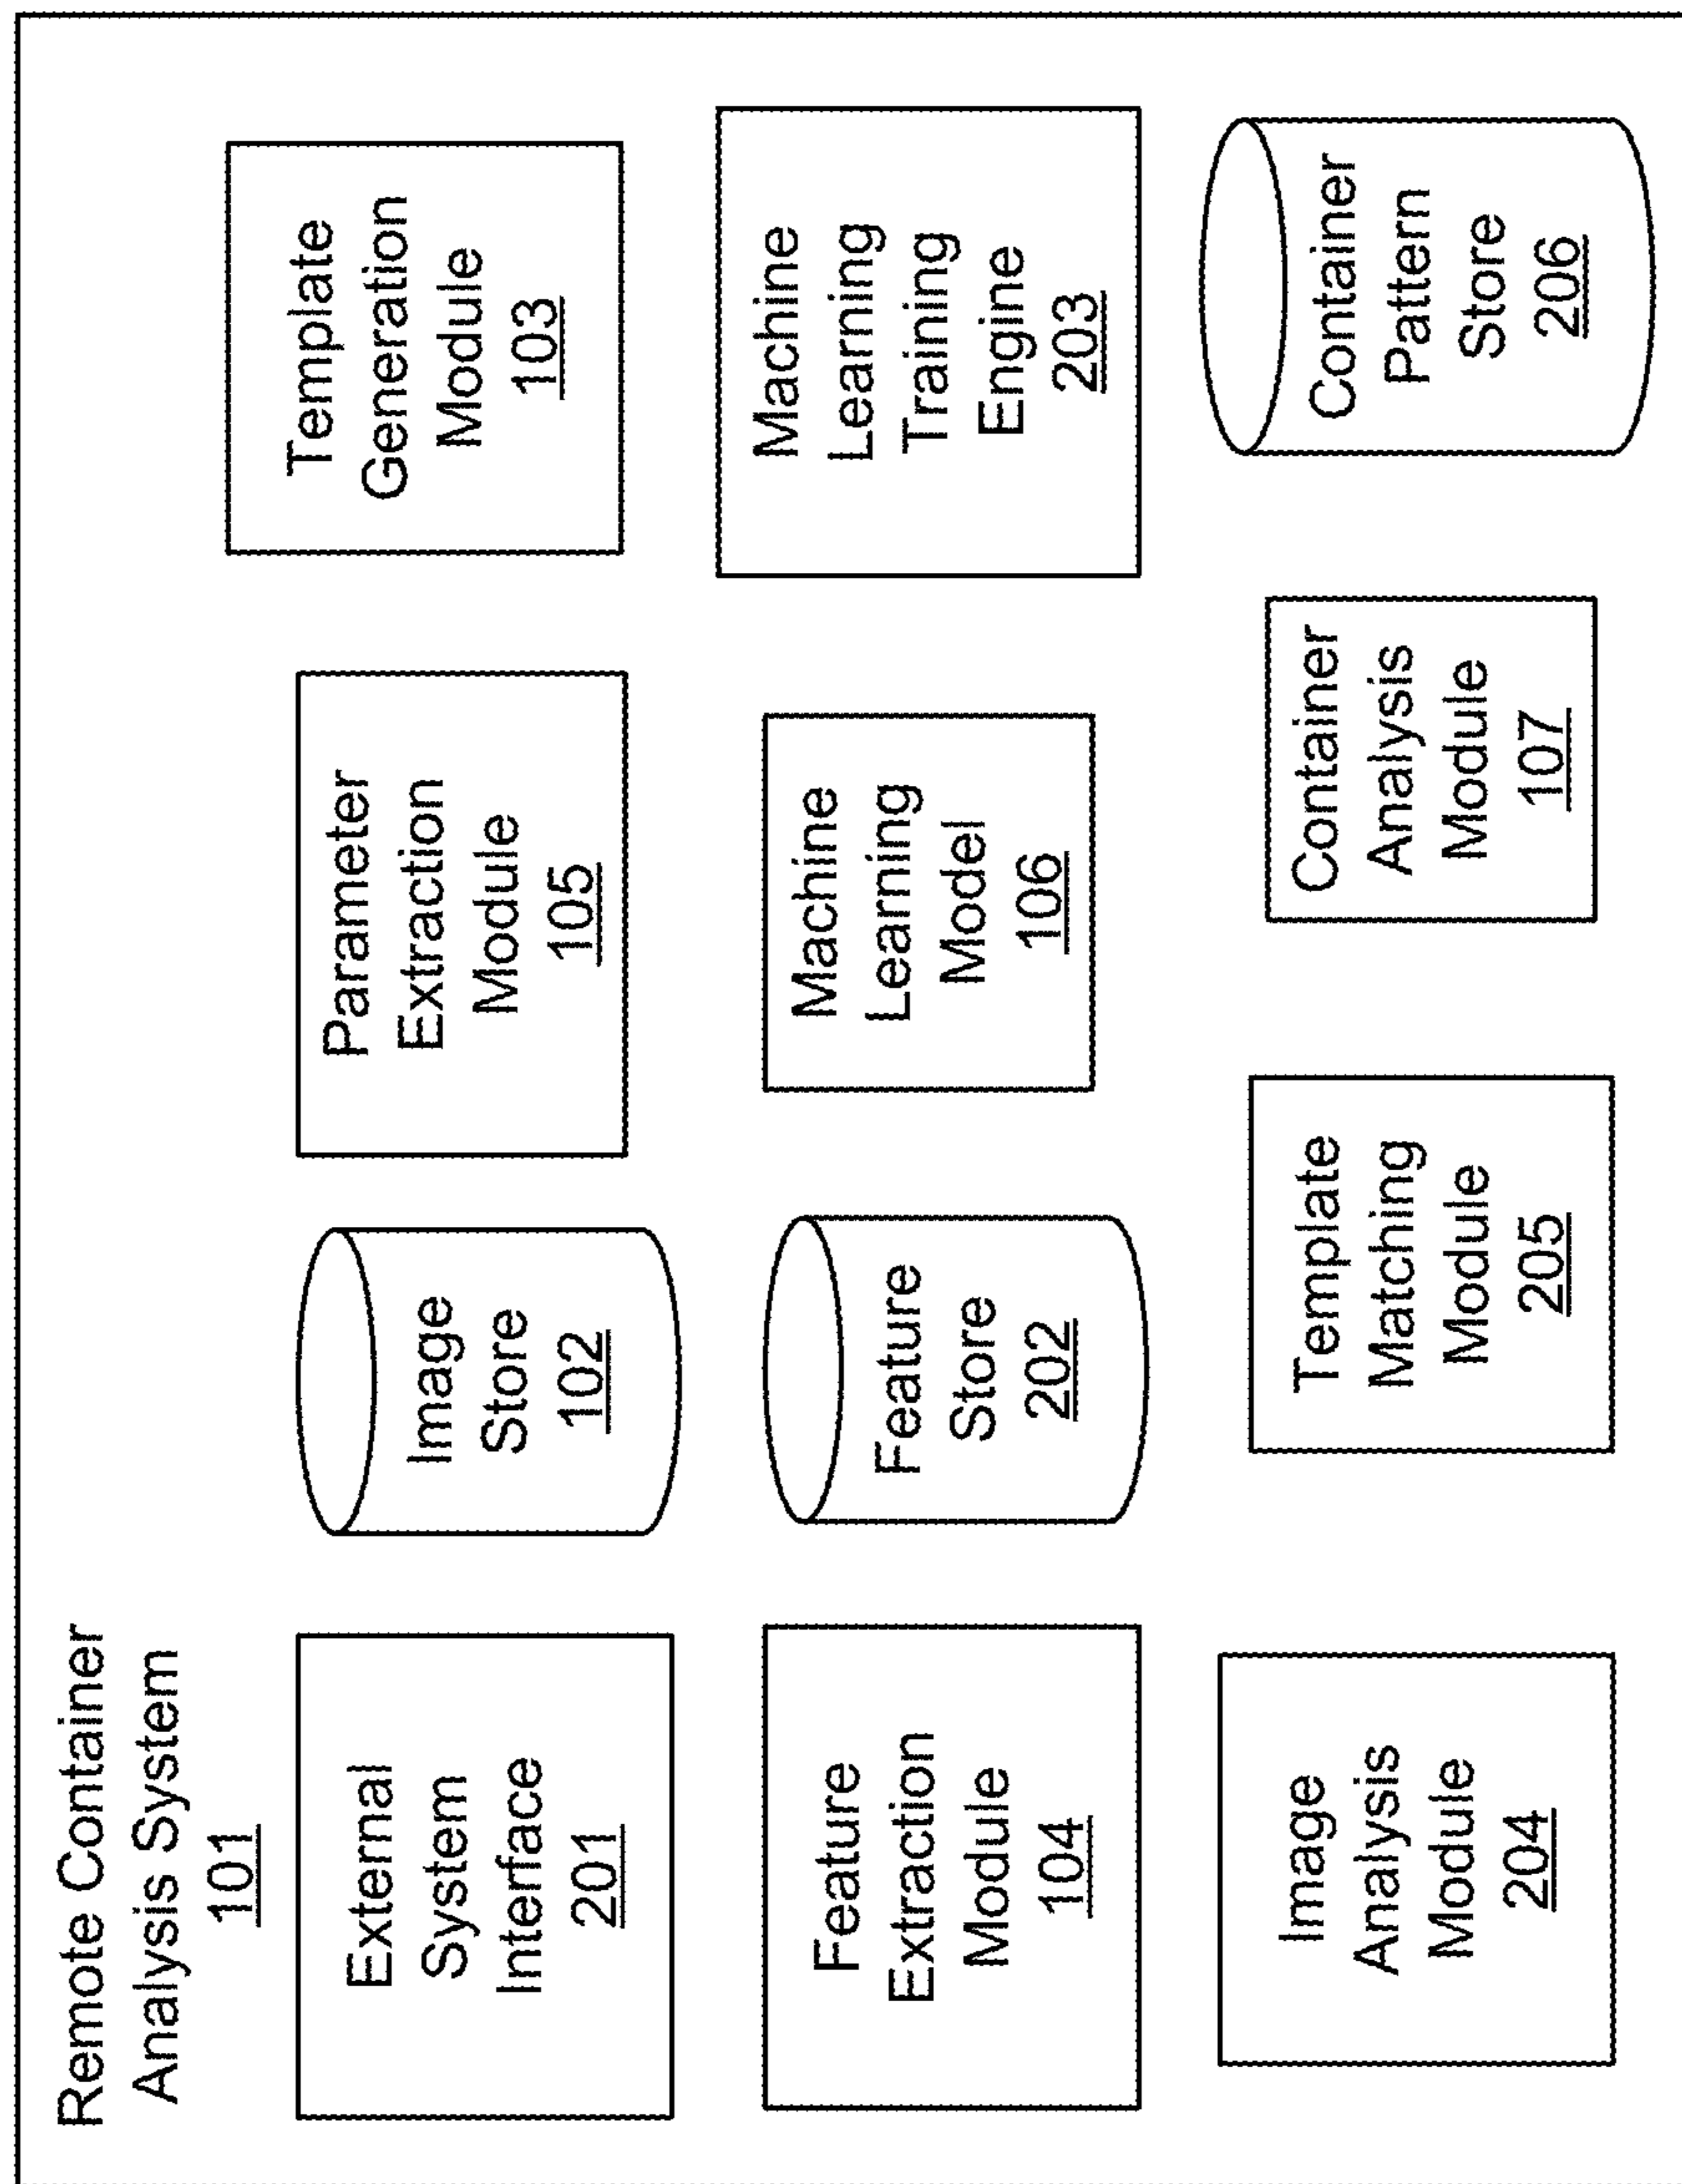 Remote Container
Analysis System
101
External
System
Interface
201
Image
Store
102
Parameter
Extraction
Module
105
Template
Generation
Module
103
Feature
Extraction
Module
104
Feature
Store
202
Machine
Learning
Model
106
Machine
Learning
Training
Engine
203
Image
Analysis
Module
204
Template
Matching
Module
205
Container
Analysis
Module
107
Container
Pattern
Store
206